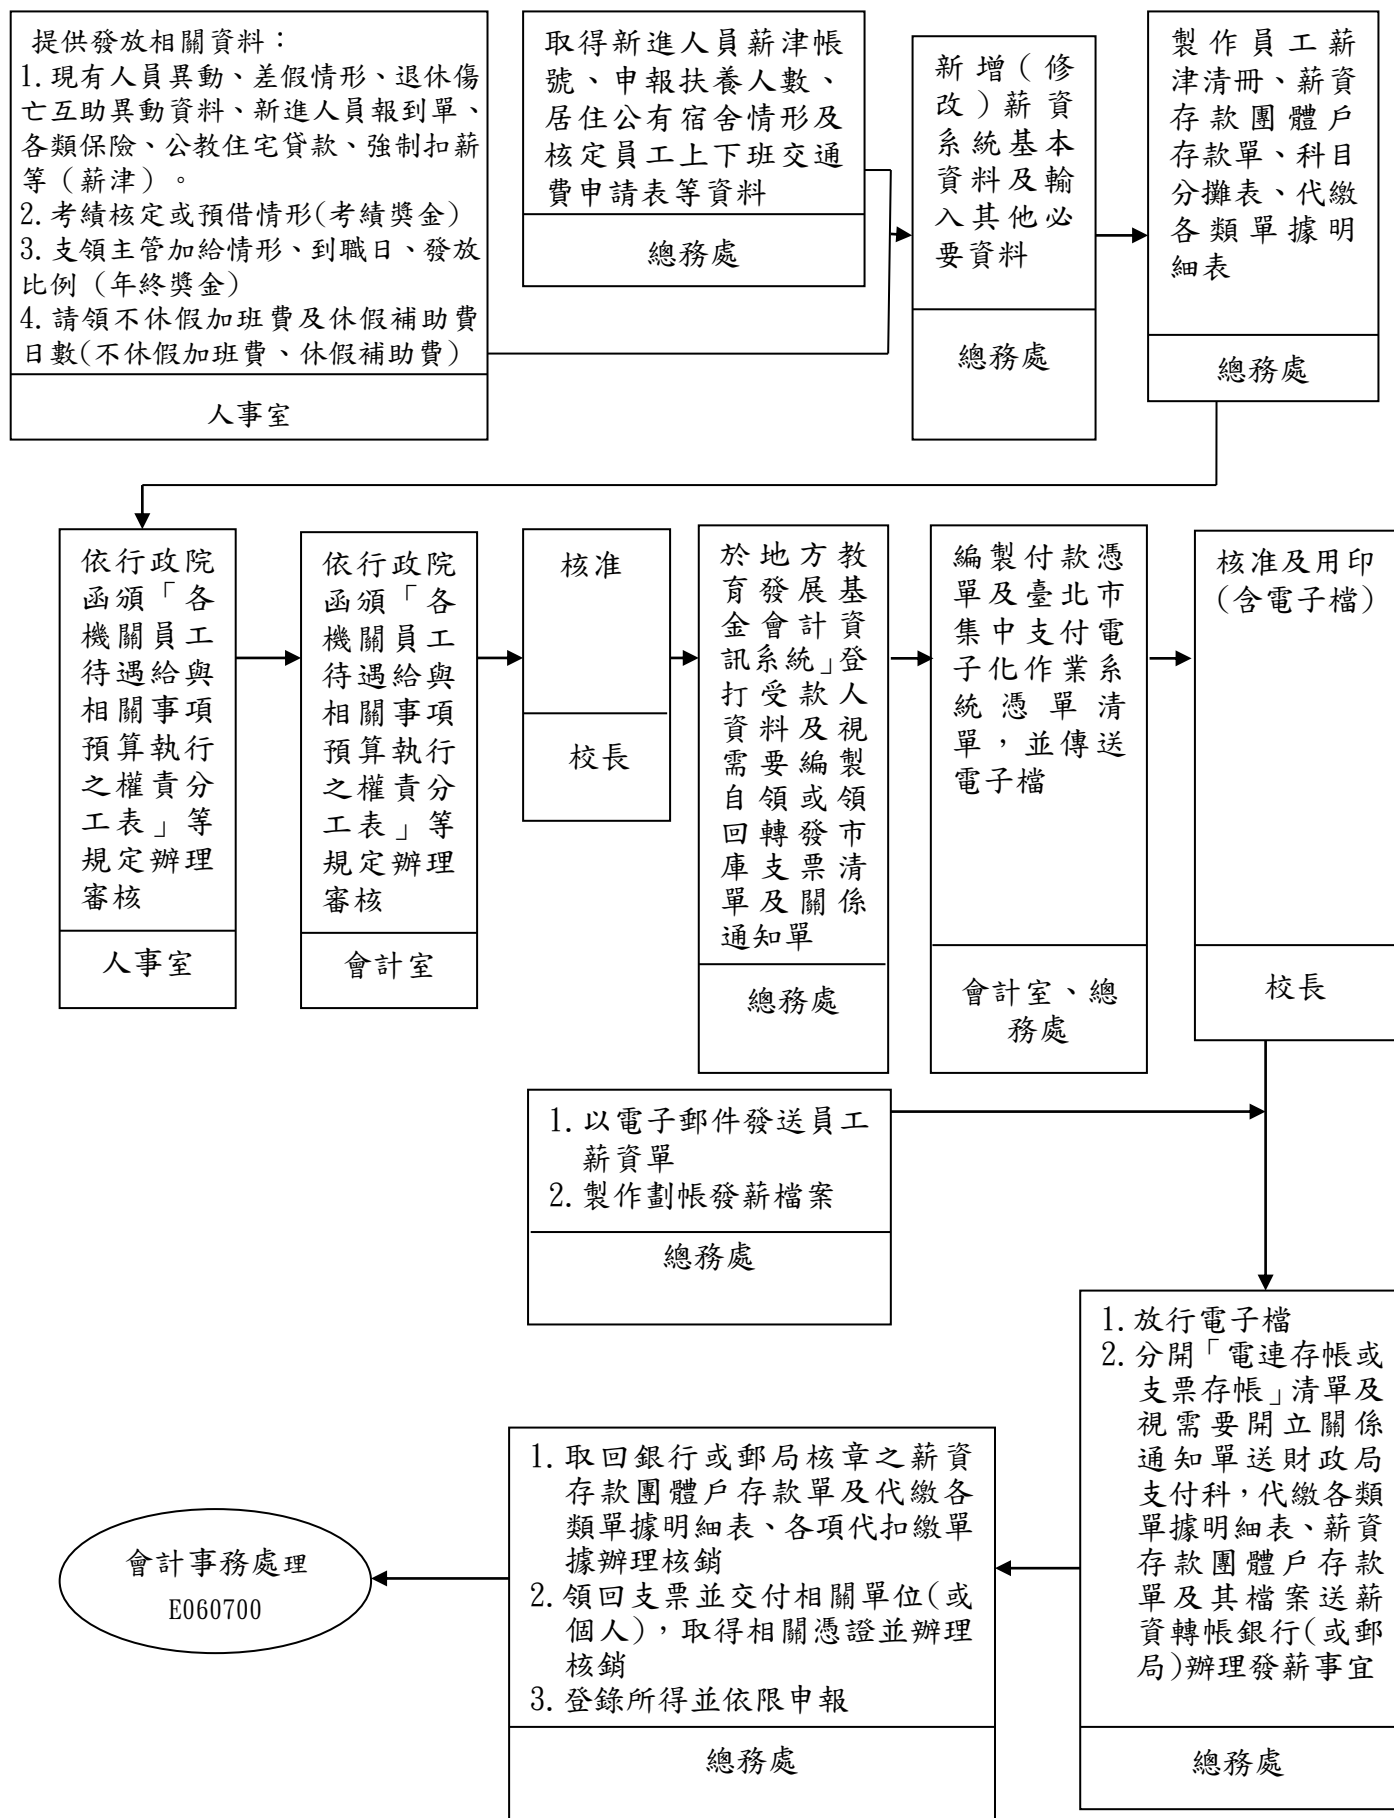 提供發放相關資料：
1.現有人員異動、差假情形、退休傷
亡互助異動資料、新進人員報到單、
各類保險、公教住宅貸款、強制扣薪
等（薪津）。
2.考績核定或預借情形(考績獎金)
3.支領主管加給情形、到職日、發放
比例（年終獎金)
4.請領不休假加班費及休假補助費
日數(不休假加班費、休假補助費)
人事室
取得新進人員薪津帳
號、申報扶養人數、
居住公有宿舍情形及
核定員工上下班交通
費申請表等資料
總務處
新增（修
改）薪資
系統基本
資料及輸
入其他必
要資料
總務處
製作員工薪
津清冊、薪資
存款團體戶
存款單、科目
分攤表、代繳
各類單據明
細表
總務處
依行政院
函頒「各
機關員工
待遇給與
相關事項
預算執行
之權責分
工表」等
規定辦理
審核
人事室
依行政院
函頒「各
機關員工
待遇給與
相關事項
預算執行
之權責分
工表」等
規定辦理
審核
會計室
核准
校長
於地方教
育發展基
金會計資
訊系統」登
打受款人
資料及視
需要編製
自領或領
回轉發市
庫支票清
單及關係
通知單
總務處
編製付款憑
單及臺北市
集中支付電
子化作業系
統憑單清
單，並傳送
電子檔
會計室、總
務處
核准及用印
(含電子檔)
校長
1.以電子郵件發送員工
薪資單
2.製作劃帳發薪檔案
總務處
1.放行電子檔
2.分開「電連存帳或
支票存帳」清單及
視需要開立關係
通知單送財政局
支付科，代繳各類
單據明細表、薪資
存款團體戶存款
單及其檔案送薪
資轉帳銀行(或郵
局)辦理發薪事宜
總務處
1.取回銀行或郵局核章之薪資
存款團體戶存款單及代繳各
類單據明細表、各項代扣繳單
據辦理核銷
2.領回支票並交付相關單位(或
個人)，取得相關憑證並辦理
核銷
3.登錄所得並依限申報
總務處
會計事務處理
E060700